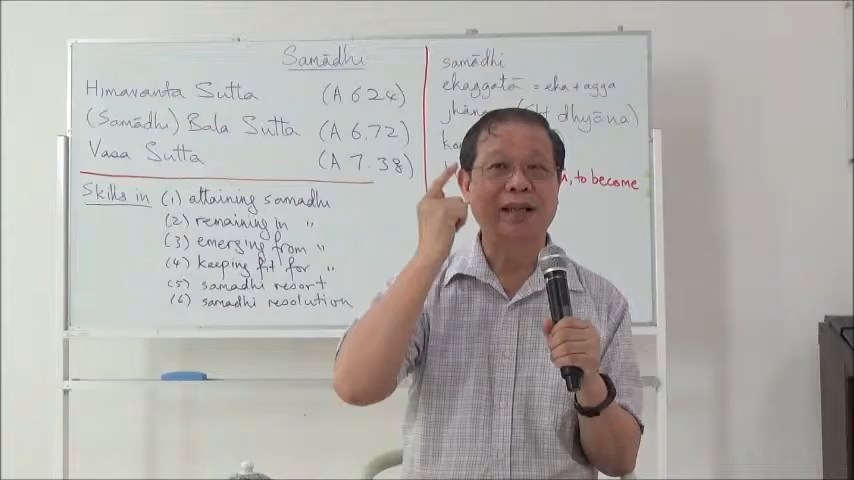 Samādhi
Himavanta Sutta (A 6.24)
(Samādhi) Bala Sutta (A 6.72)
Vasa Sutta (A 7.38)
Skills in (1) attaining samādhi
(2) remaining in "
(3) emerging from "
(4) keeping fit for "
(5) samadhi resort
(6) samadhi resolution
samādhi
ekaggatā = eka + agga
dhyāna)
to become